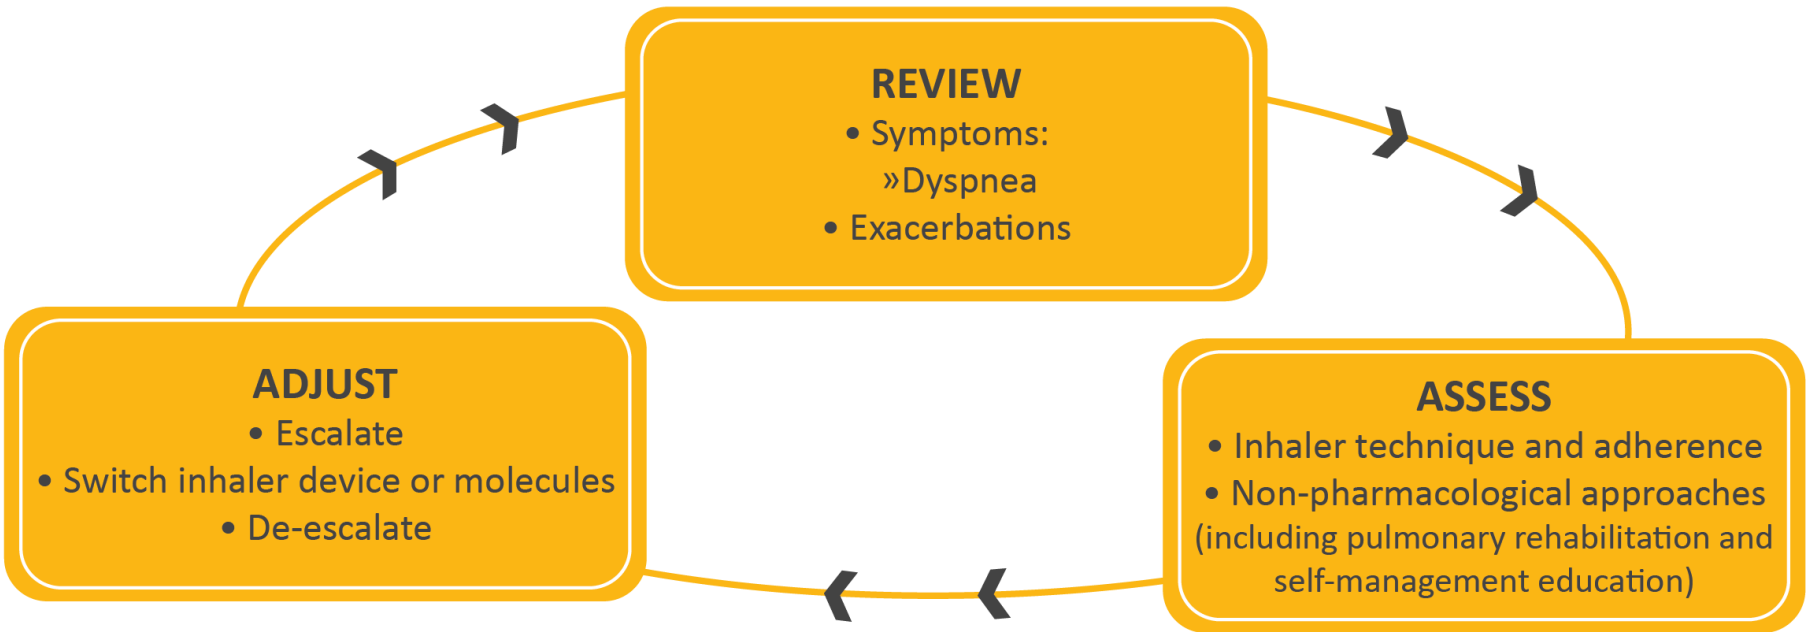 REVIEW
• Symptoms:
»Dyspnea
• Exacerbations
ADJUST
• Escalate
• Switch inhaler device or molecules
• De-escalate
ASSESS
• Inhaler technique and adherence
• Non-pharmacological approaches
(including pulmonary rehabilitation and
self-management education)